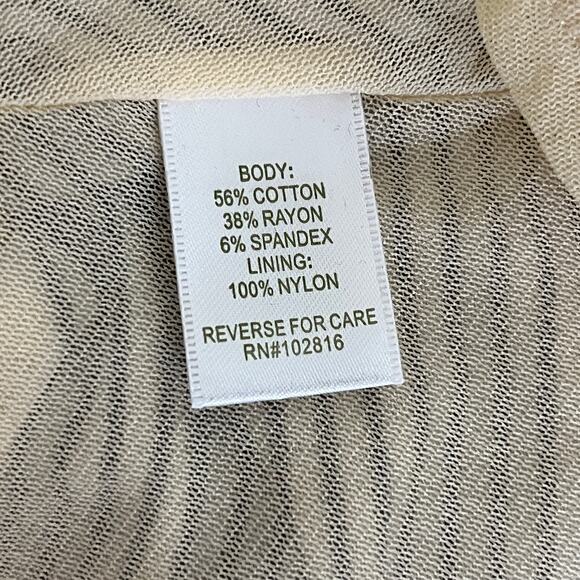 BODY:
56% COTTON
38% RAYON
6% SPANDEX
LINING:
100% NYLON
REVERSE FOR CARE
RN#102816